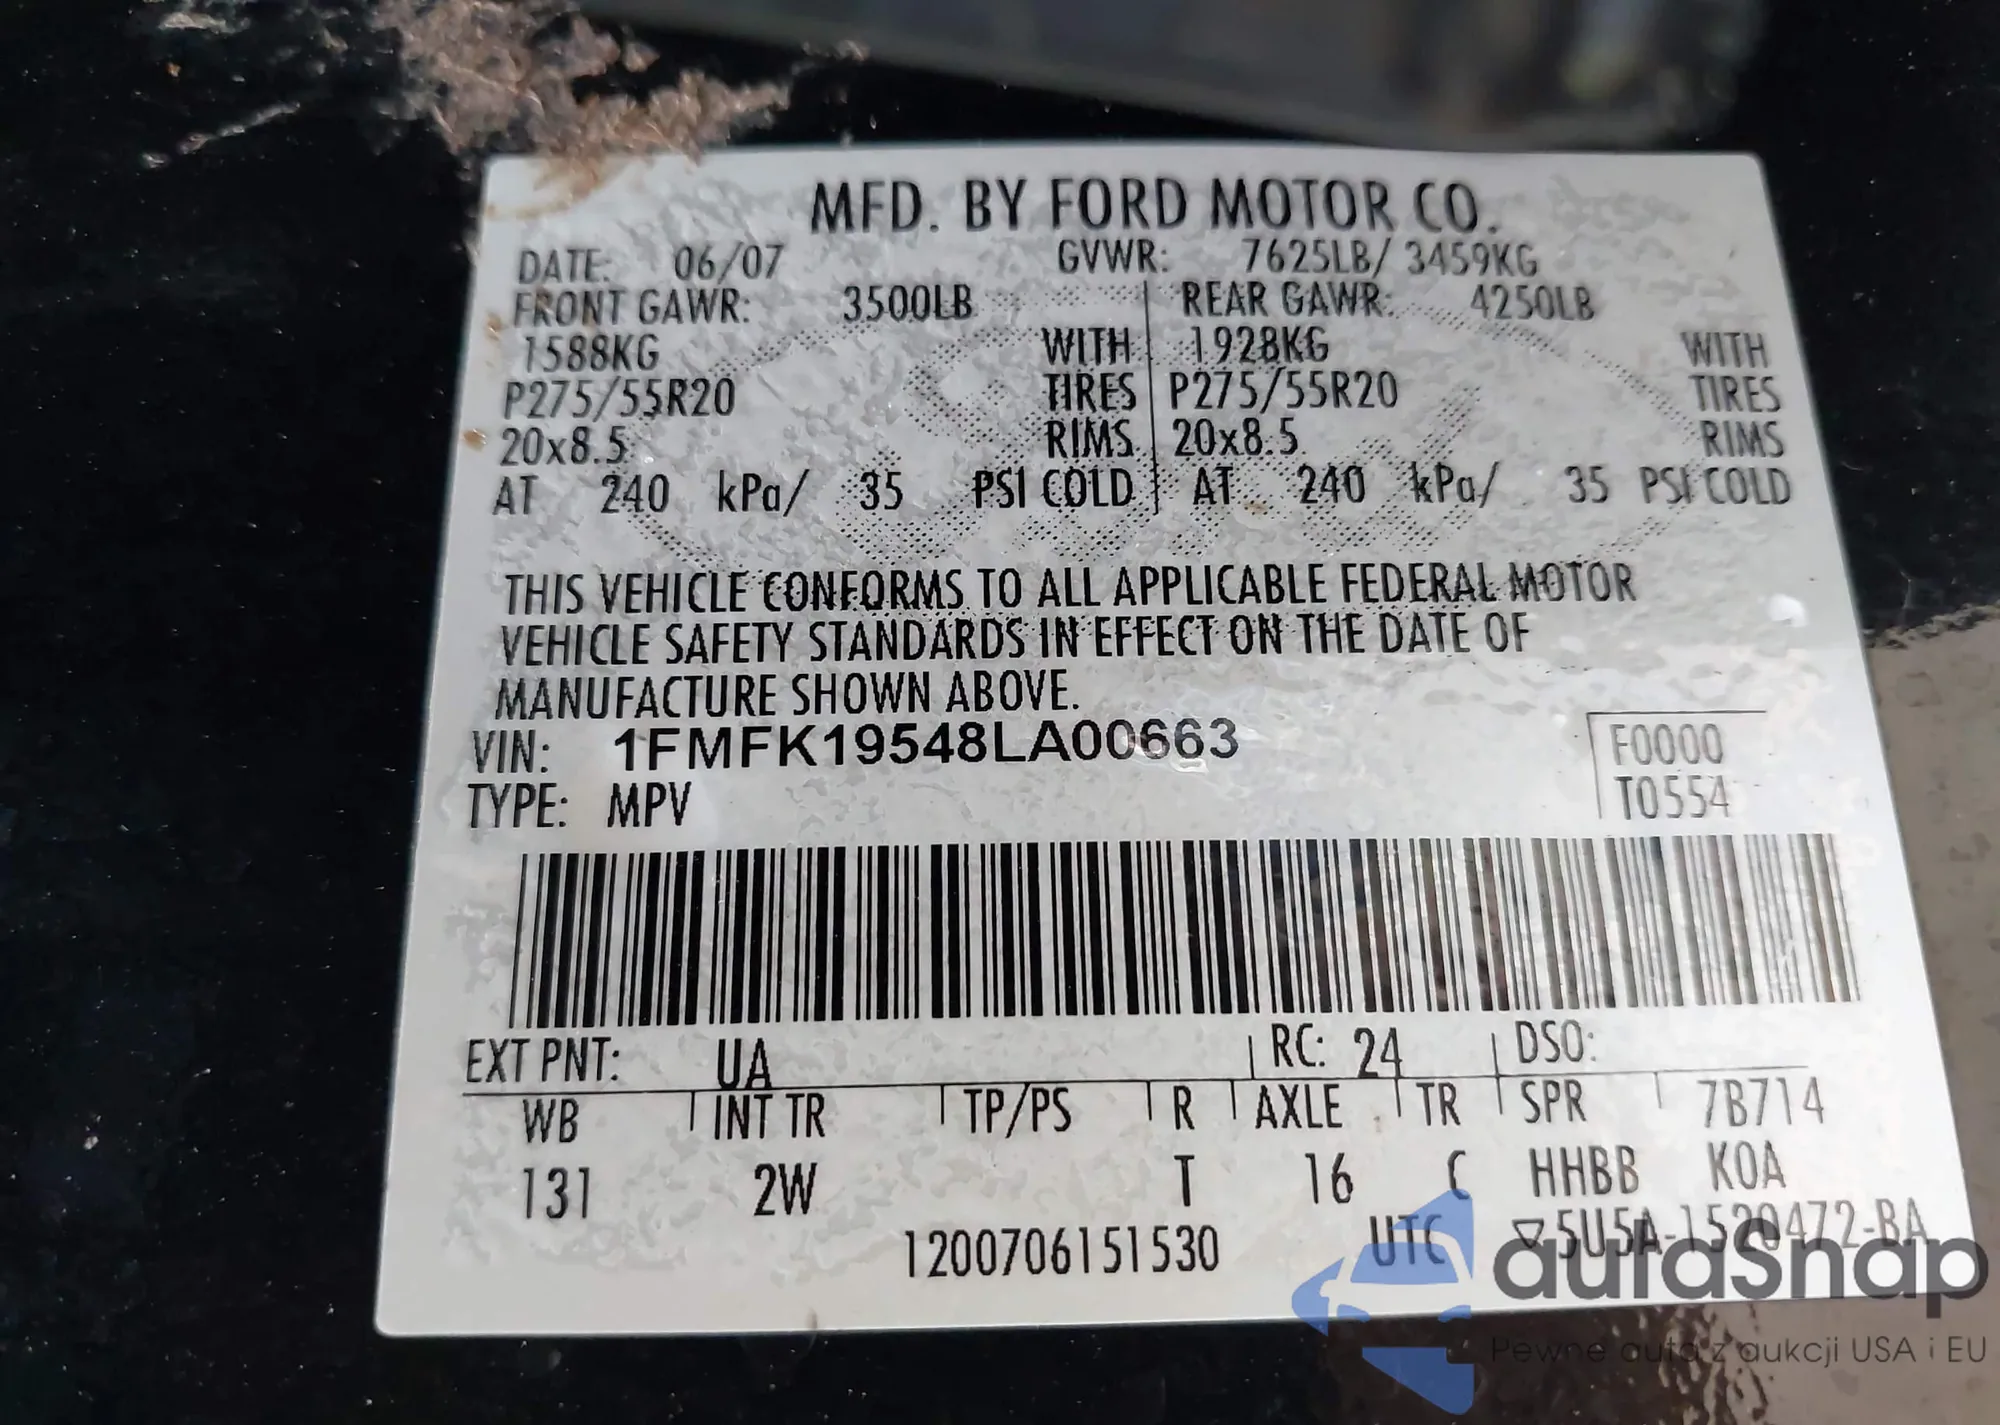 MFD. BY FORD MOTOR CO.
DATE: 06/07 GVWR: 7625LB/ 3459KG
FRONT GAWR: 3500LB REAR GAWR: 4250LB
1588KG WITH 1928KG WITH
P275/55R20 TIRES P275/55R20 TIRES
20x8.5 RIMS 20x8.5 RIMS
AT 240 kPa/ 35 PSI COLD AT 240 kPa/ 35 PSI COLD
THIS VEHICLE CONFORMS TO ALL APPLICABLE FEDERAL MOTOR
VEHICLE SAFETY STANDARDS IN EFFECT ON THE DATE OF
MANUFACTURE SHOWN ABOVE.
VIN: 1FMFK19548LA00663 F0000
TYPE: MPV T0554
EXT PNT: UA RC: 24 DSO:
WB INT TR TP/PS R AXLE TR SPR 7B714
131 2W T 16 C HHBB KOA
1200706151530 UTC ▽5U5A-1520472-BA
autaSnap
Pewne auta z aukcji USA i EU